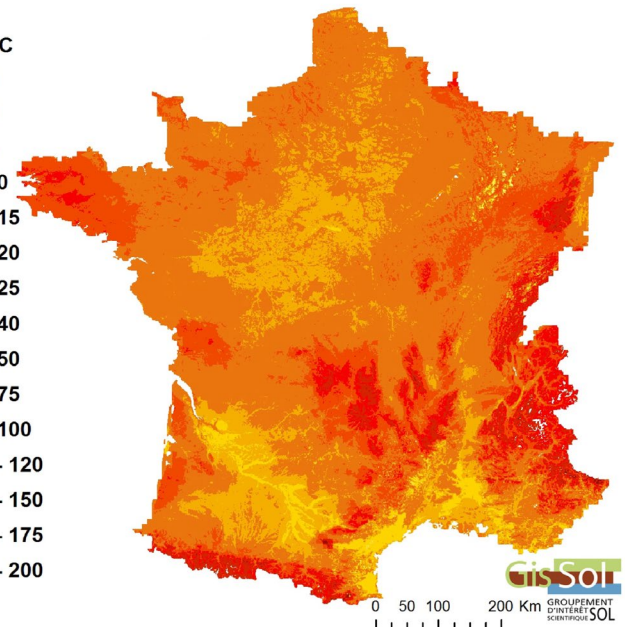 C
0
15
20
25
40
50
75
100
- 120
- 150
- 175
- 200
0 50 100 200 Km
GisSol
GROUPEMENT
D'INTÉRÊT
SCIENTIFIQUE SOL